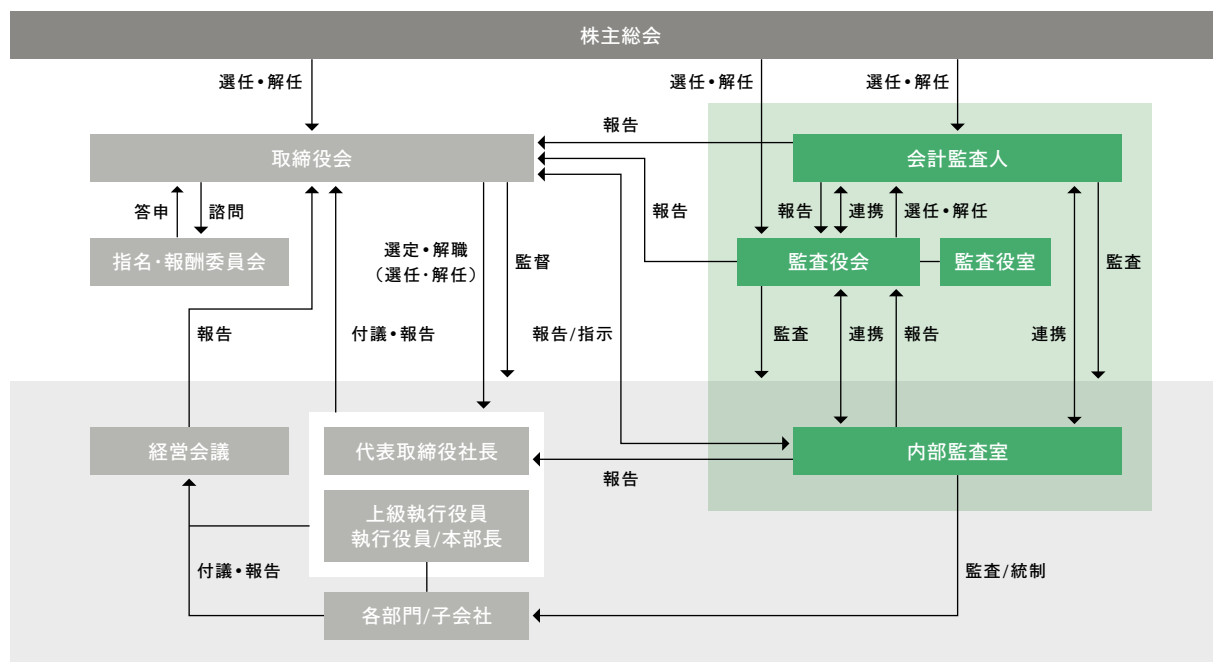 株主総会
選任・解任
選任・解任
選任・解任
報告
取締役会
会計監査人
答申
諮問
報告
報告
連携
選任・解任
選定・解職
（選任・解任）
監督
指名・報酬委員会
監査役会
監査役室
監査
報告
付議・報告
報告/指示
監査
連携
報告
連携
経営会議
代表取締役社長
内部監査室
報告
上級執行役員
執行役員/本部長
付議・報告
監査/統制
各部門/子会社